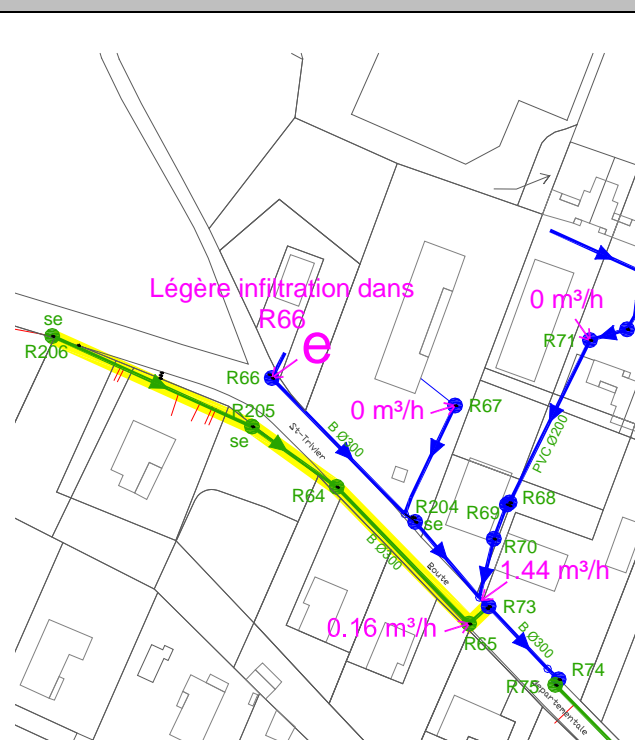 Légère infiltration dans
R66
e
0 m³/h
R71
se
R206
R66
R205
se
St-Trivier
B Ø300
0 m³/h
R67
PVC Ø200
R64
B Ø300
R204
se
R68
R69
R70
Route
1.44 m³/h
R73
0.16 m³/h
R65
B Ø300
R74
R75
départementale